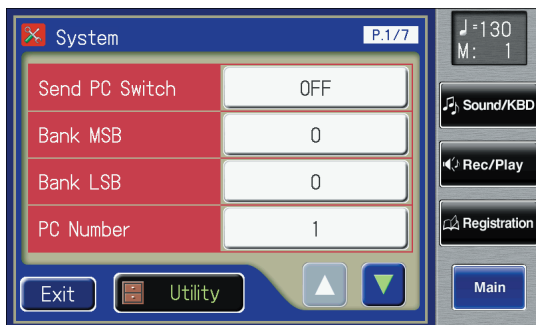 System P.1/7
Send PC Switch OFF
Bank MSB 0
Bank LSB 0
PC Number 1
Exit Utility
♩=130
M: 1
Sound/KBD
Rec/Play
Registration
Main